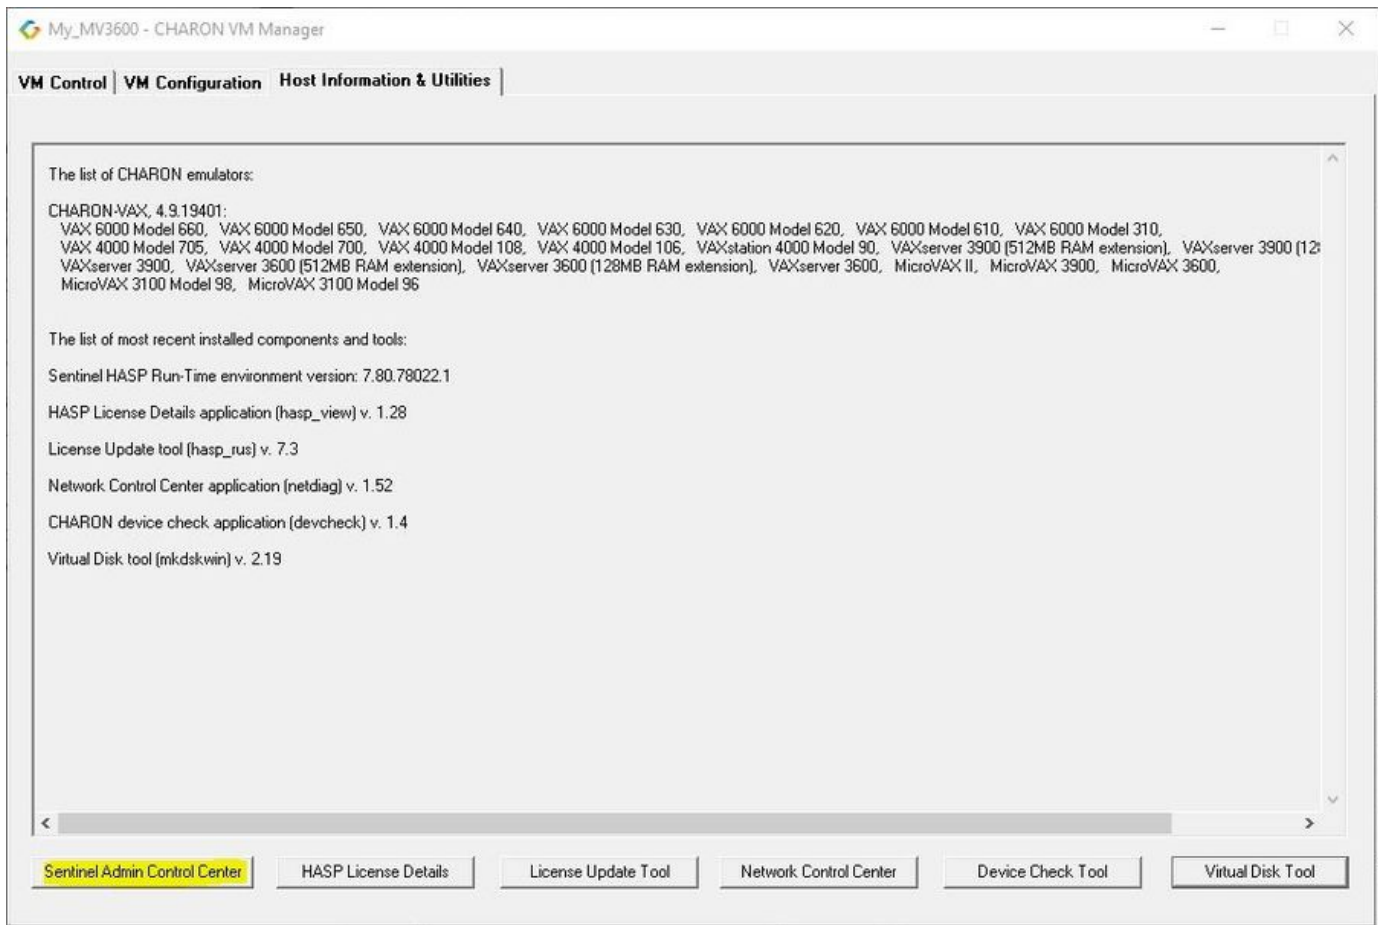 My_MV3600 - CHARON VM Manager
VM Control VM Configuration Host Information & Utilities
The list of CHARON emulators:
CHARON-VAX, 4.9.19401:
VAX 6000 Model 660, VAX 6000 Model 650, VAX 6000 Model 640, VAX 6000 Model 630, VAX 6000 Model 620, VAX 6000 Model 610, VAX 6000 Model 310,
VAX 4000 Model 705, VAX 4000 Model 700, VAX 4000 Model 108, VAX 4000 Model 106, VAXstation 4000 Model 90, VAXserver 3900 (512MB RAM extension), VAXserver 3900 (12
VAXserver 3900, VAXserver 3600 (512MB RAM extension), VAXserver 3600 (128MB RAM extension), VAXserver 3600, MicroVAX II, MicroVAX 3900, MicroVAX 3600,
MicroVAX 3100 Model 98, MicroVAX 3100 Model 96
The list of most recent installed components and tools:
Sentinel HASP Run-Time environment version: 7.80.78022.1
HASP License Details application (hasp_view) v. 1.28
License Update tool (hasp_rus) v. 7.3
Network Control Center application (netdiag) v. 1.52
CHARON device check application (devcheck) v. 1.4
Virtual Disk tool (mkdskwin) v. 2.19
Sentinel Admin Control Center HASP License Details License Update Tool Network Control Center Device Check Tool Virtual Disk Tool